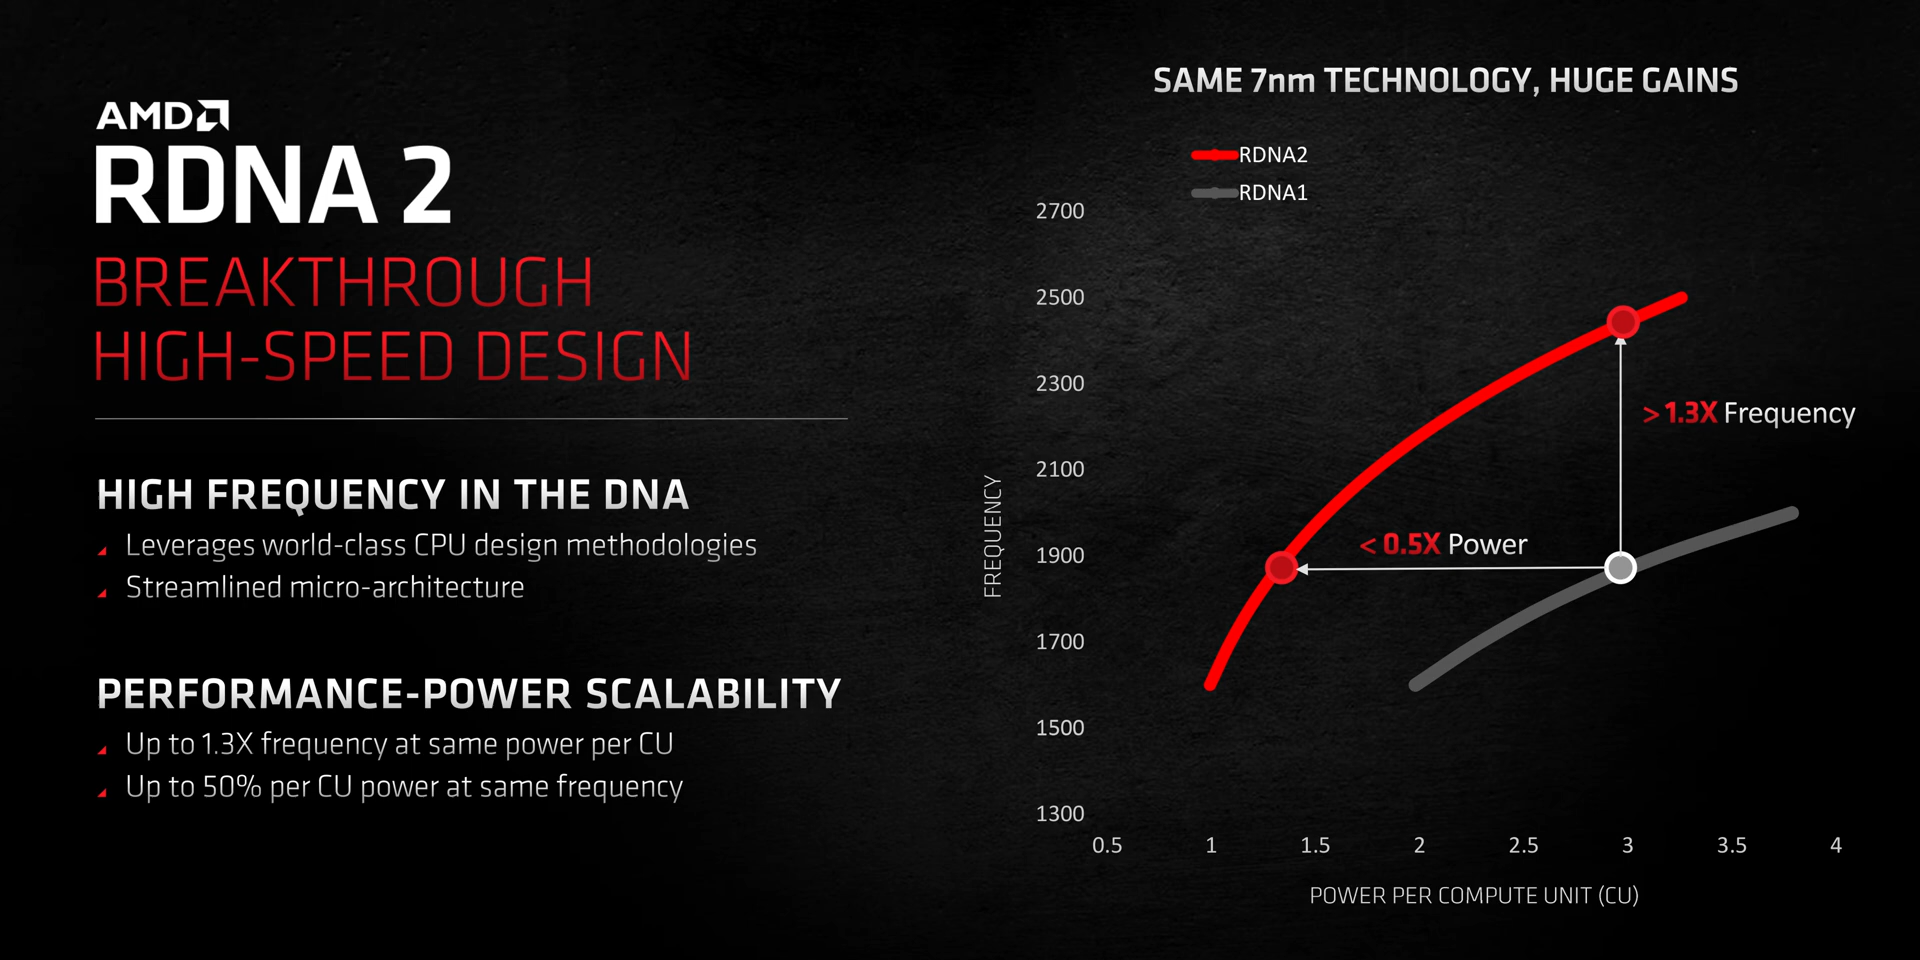 AMD
RDNA 2
BREAKTHROUGH
HIGH-SPEED DESIGN
HIGH FREQUENCY IN THE DNA
Leverages world-class CPU design methodologies
Streamlined micro-architecture
PERFORMANCE-POWER SCALABILITY
Up to 1.3X frequency at same power per CU
Up to 50% per CU power at same frequency
SAME 7nm TECHNOLOGY, HUGE GAINS
RDNA2
RDNA1
2700
2500
2300
2100
1900
1700
1500
1300
FREQUENCY
> 1.3X Frequency
< 0.5X Power
0.5 1 1.5 2 2.5 3 3.5 4
POWER PER COMPUTE UNIT (CU)